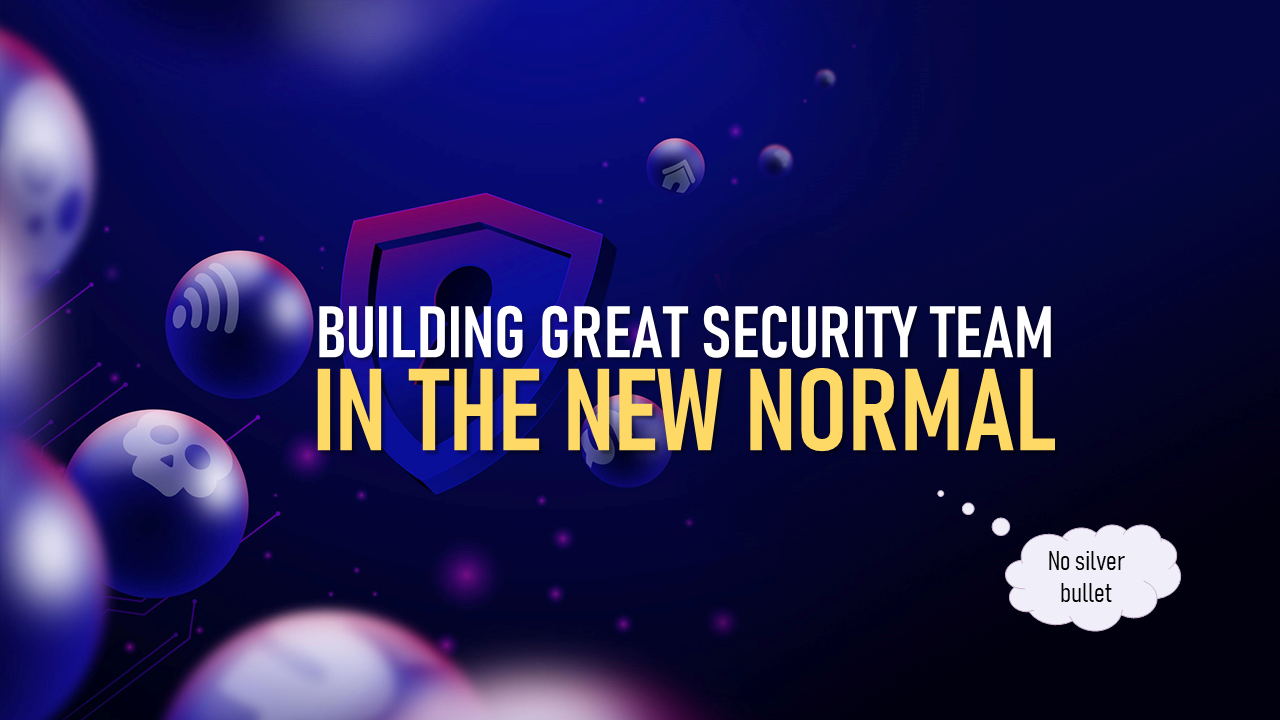 BUILDING GREAT SECURITY TEAM
IN THE NEW NORMAL
No silver
bullet